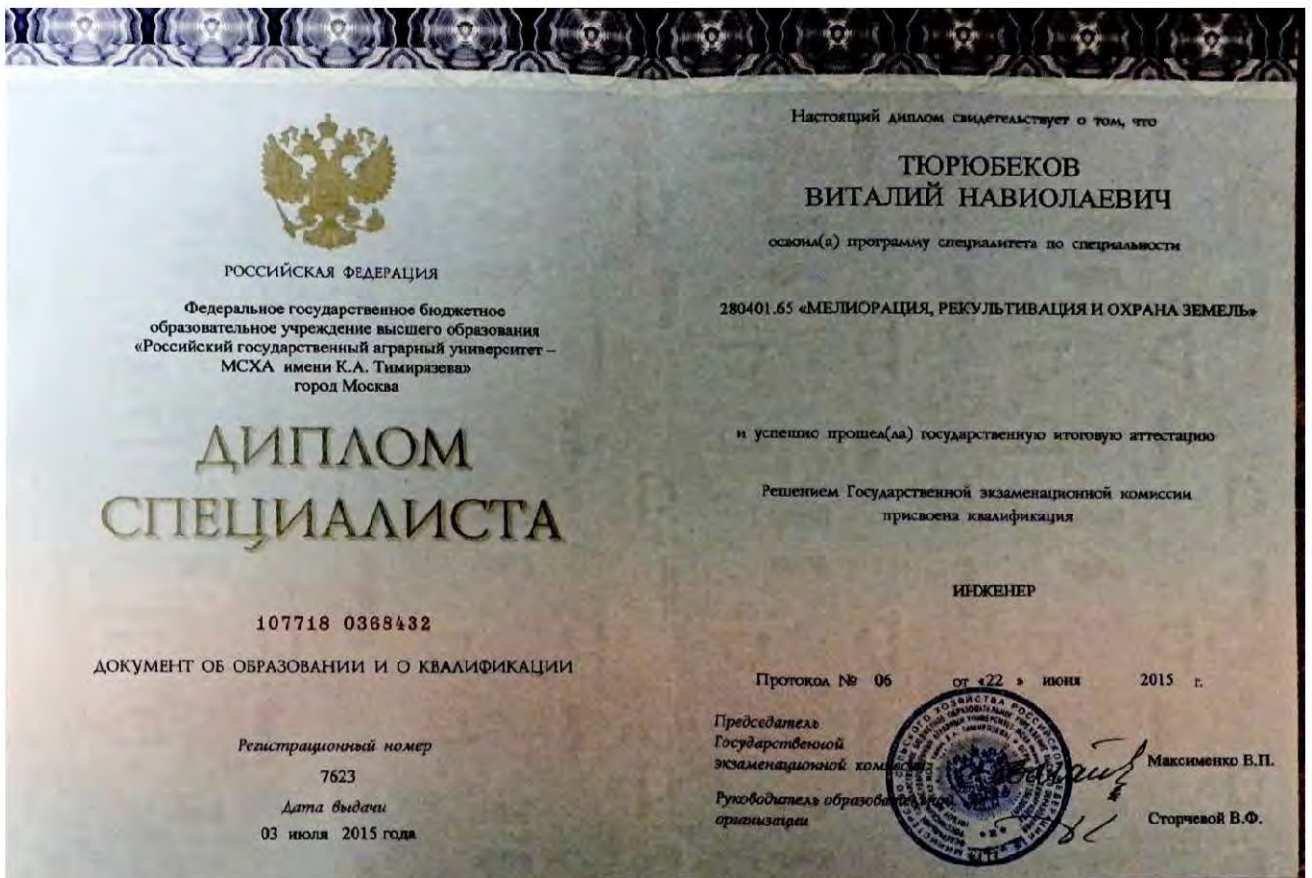 РОССИЙСКАЯ ФЕДЕРАЦИЯ
Федеральное государственное бюджетное
образовательное учреждение высшего образования
«Российский государственный аграрный университет –
МСХА имени К.А. Тимирязева»
город Москва
ДИПЛОМ
СПЕЦИАЛИСТА
107718 0368432
ДОКУМЕНТ ОБ ОБРАЗОВАНИИ И О КВАЛИФИКАЦИИ
Регистрационный номер
7623
Дата выдачи
03 июля 2015 года
Настоящий диплом свидетельствует о том, что
ТЮРЮБЕКОВ
ВИТАЛИЙ НАВИОЛАЕВИЧ
освоил(а) программу специалитета по специальности
280401.65 «МЕЛИОРАЦИЯ, РЕКУЛЬТИВАЦИЯ И ОХРАНА ЗЕМЕЛЬ»
и успешно прошел(ла) государственную итоговую аттестацию
Решением Государственной экзаменационной комиссии
присвоена квалификация
ИНЖЕНЕР
Протокол № 06 от «22 » июня 2015 г.
Председатель
Государственной
экзаменационной комиссии
Максименко В.П.
Руководитель образовательной
организации
Сторчевой В.Ф.